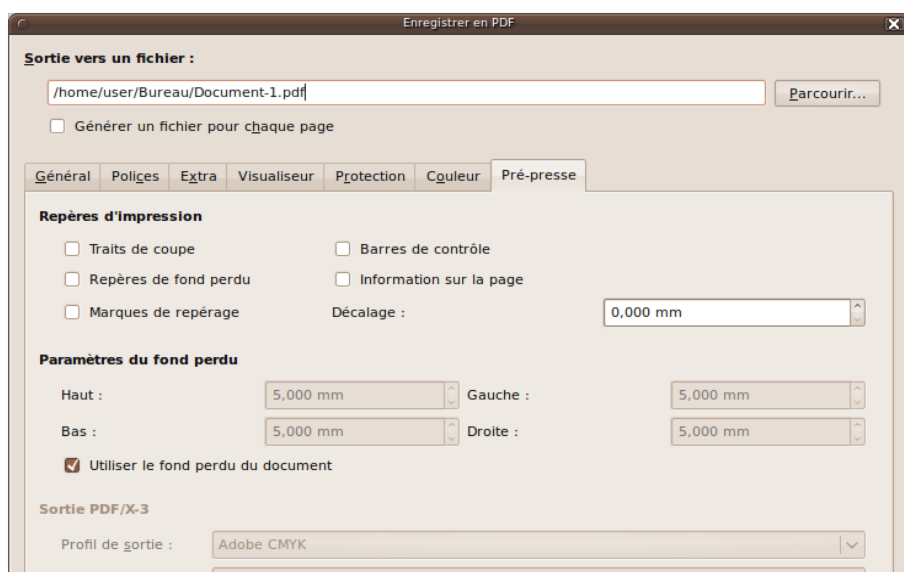 Enregistrer en PDF
Sortie vers un fichier :
/home/user/Bureau/Document-1.pdf
Parcourir...
Générer un fichier pour chaque page
Général Polices Extra Visualiseur Protection Couleur Pré-presse
Repères d'impression
Traits de coupe Barres de contrôle
Repères de fond perdu Information sur la page
Marques de repérage Décalage : 0,000 mm
Paramètres du fond perdu
Haut : 5,000 mm Gauche : 5,000 mm
Bas : 5,000 mm Droite : 5,000 mm
Utiliser le fond perdu du document
Sortie PDF/X-3
Profil de sortie : Adobe CMYK